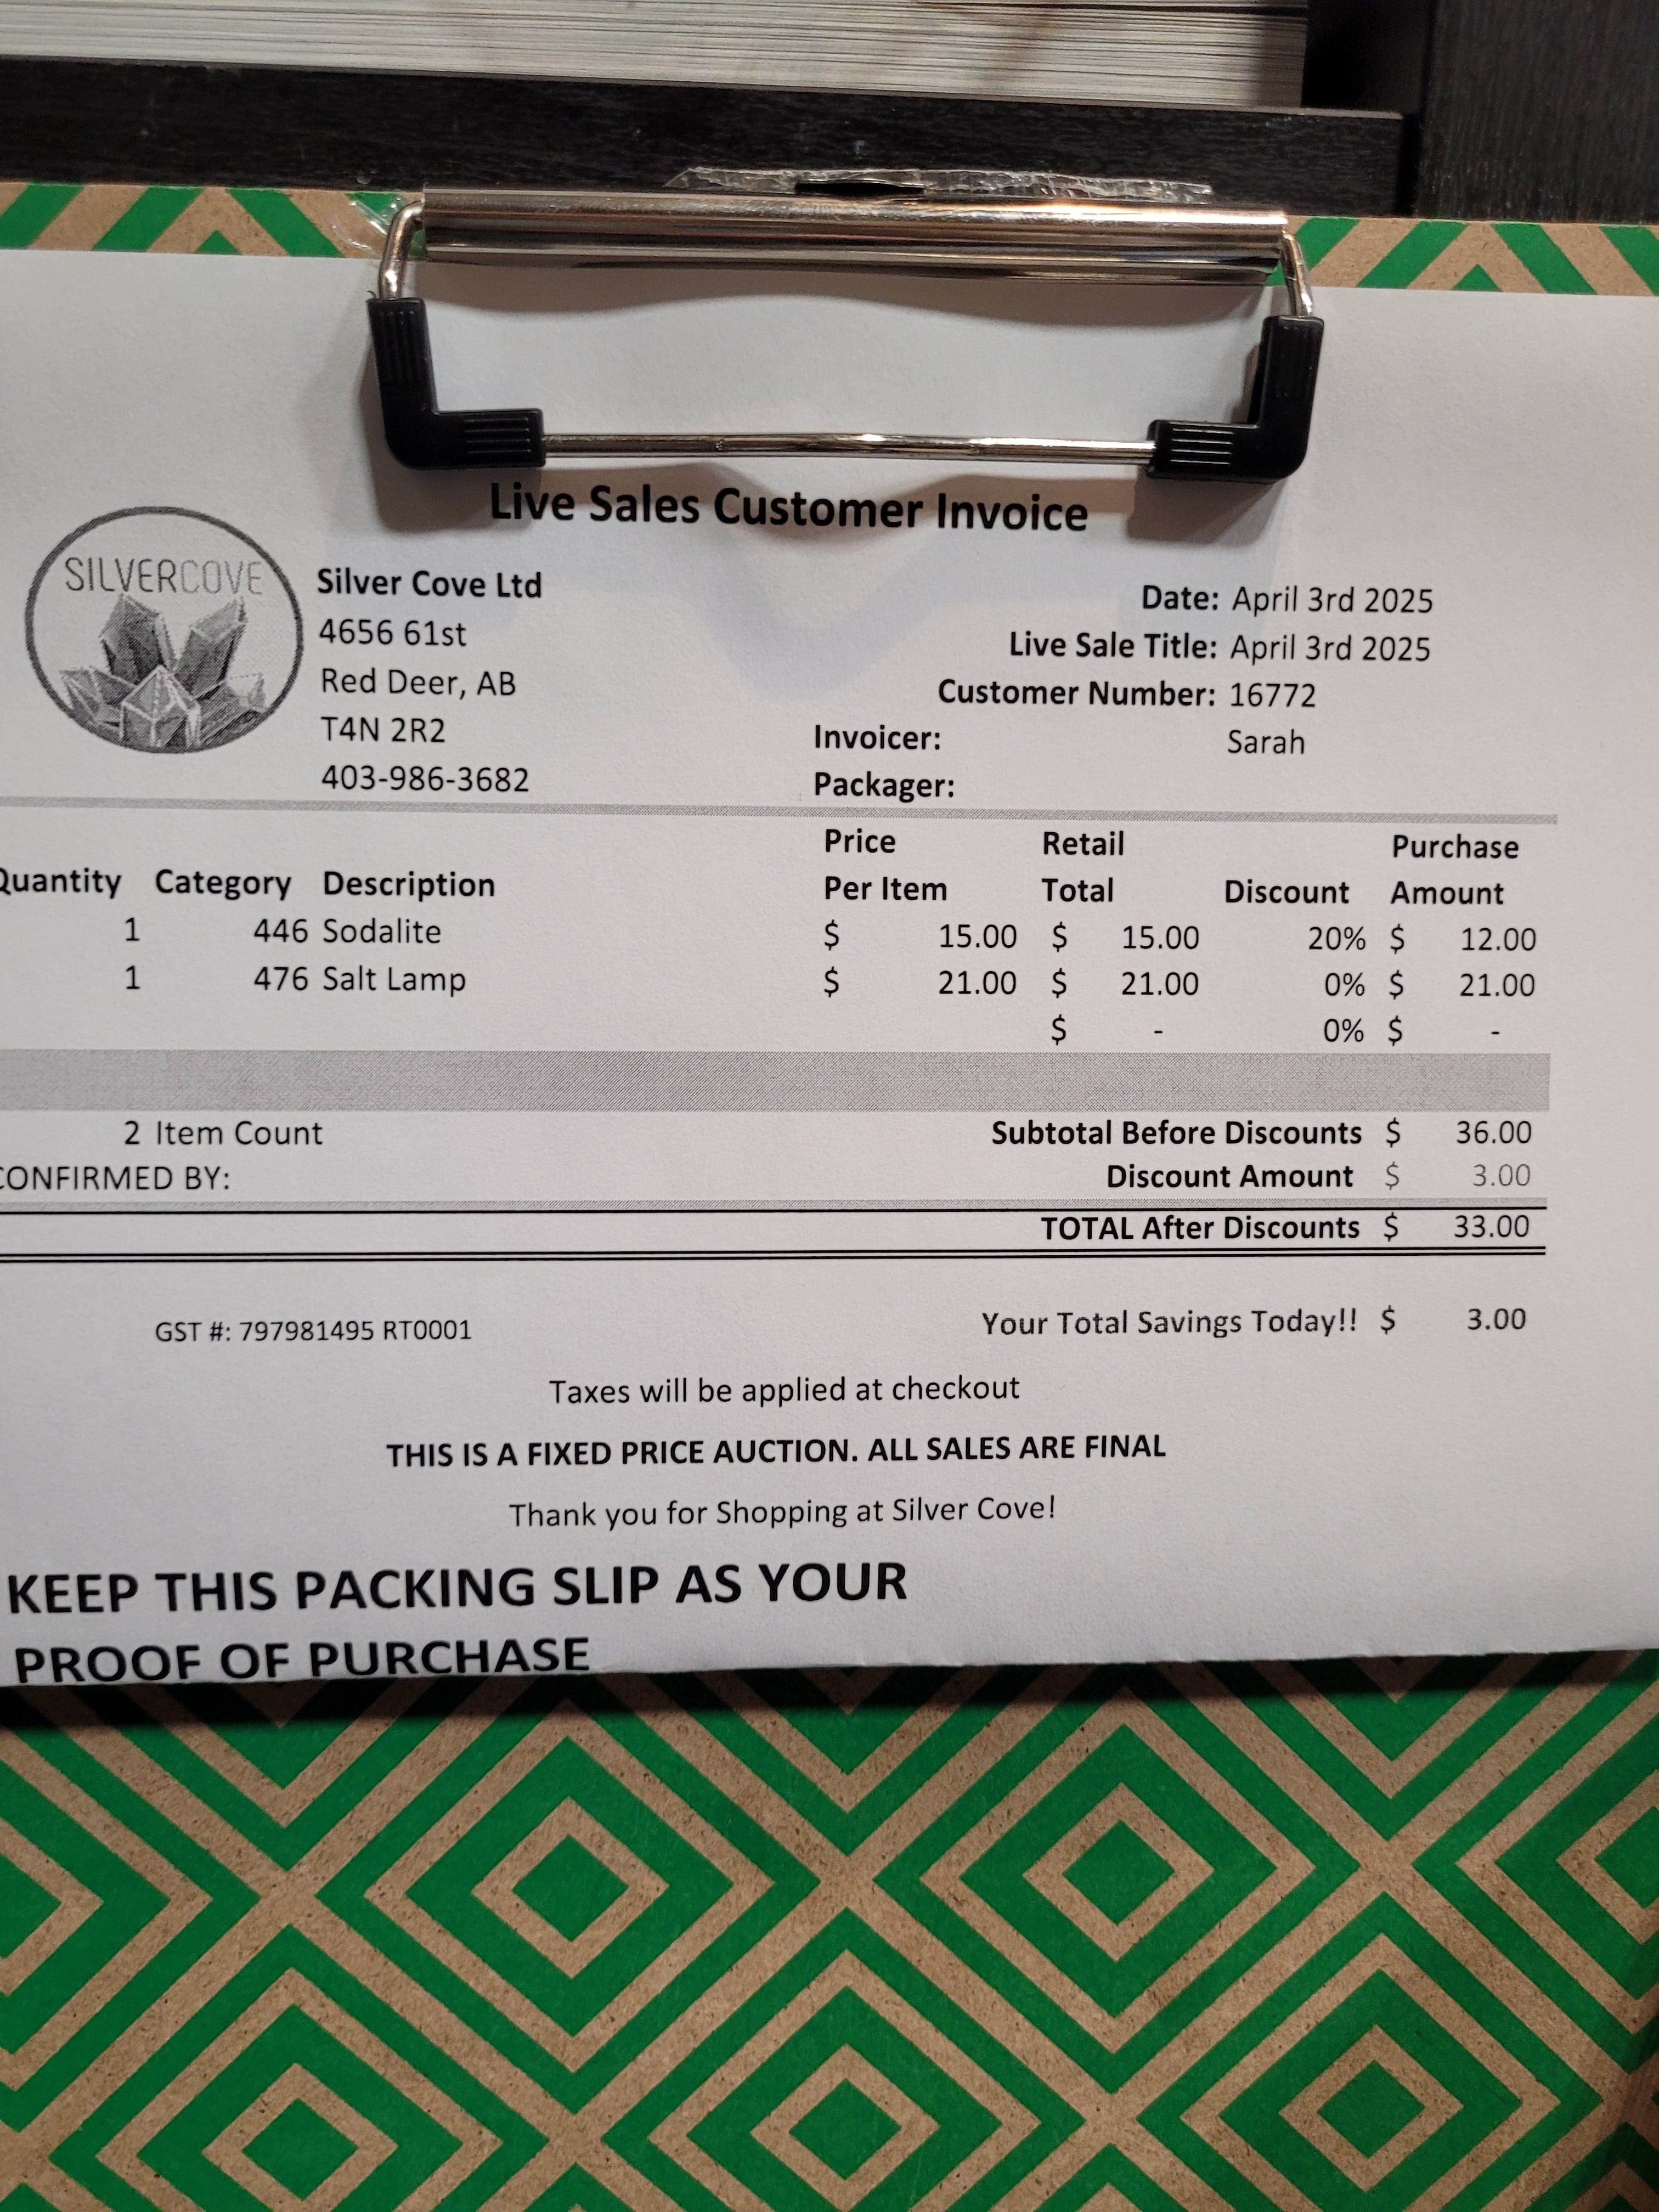 Live Sales Customer Invoice
SILVERCOVE
Silver Cove Ltd
4656 61st
Red Deer, AB
T4N 2R2
403-986-3682
Date: April 3rd 2025
Live Sale Title: April 3rd 2025
Customer Number: 16772
Invoicer: Sarah
Packager:
Quantity Category Description Price Per Item Retail Total Discount Purchase Amount
1 446 Sodalite $ 15.00 $ 15.00 20% $ 12.00
1 476 Salt Lamp $ 21.00 $ 21.00 0% $ 21.00
$ - 0% $ -
2 Item Count Subtotal Before Discounts $ 36.00
CONFIRMED BY: Discount Amount $ 3.00
TOTAL After Discounts $ 33.00
GST #: 797981495 RT0001 Your Total Savings Today!! $ 3.00
Taxes will be applied at checkout
THIS IS A FIXED PRICE AUCTION. ALL SALES ARE FINAL
Thank you for Shopping at Silver Cove!
KEEP THIS PACKING SLIP AS YOUR
PROOF OF PURCHASE